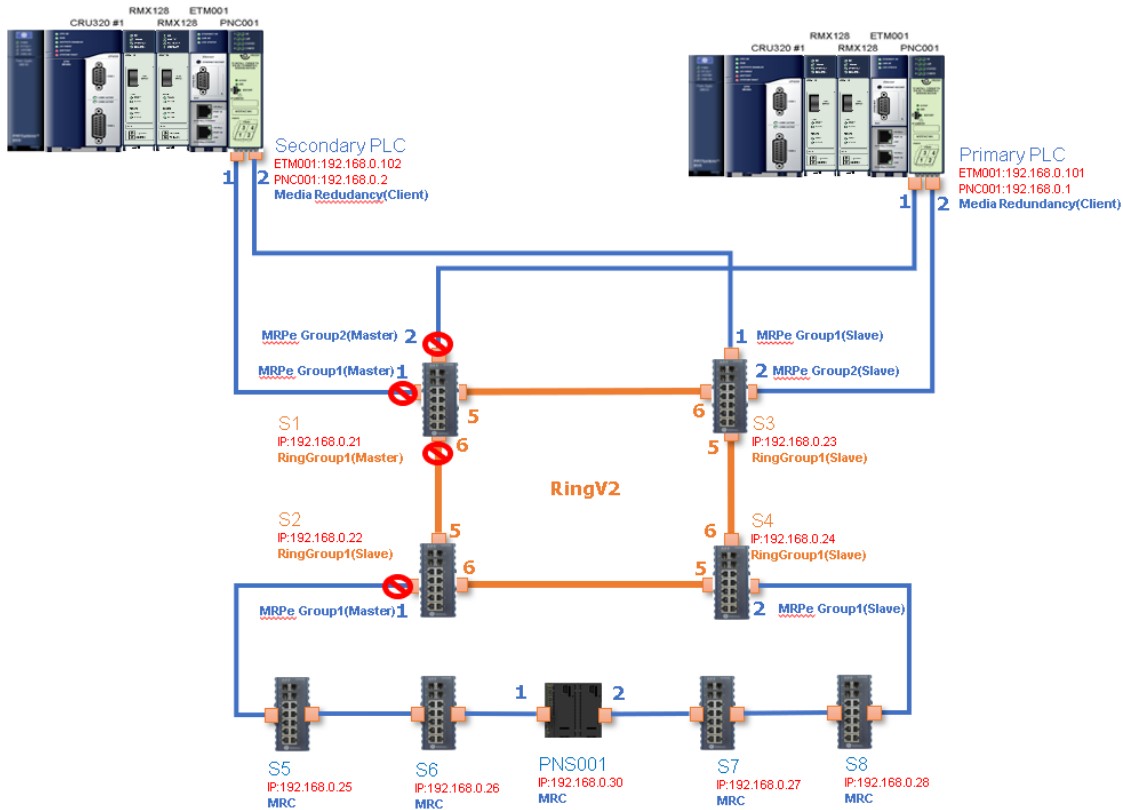 RMX128 ETM001
CRU320 #1 RMX128 PNC001
RMX128 ETM001
CRU320 #1 RMX128 PNC001
Secondary PLC
ETM001:192.168.0.102
PNC001:192.168.0.2
Media Redudancy(Client)
1 2
Primary PLC
ETM001:192.168.0.101
PNC001:192.168.0.1
Media Redundancy(Client)
1 2
MRPe Group2(Master) 2
MRPe Group1(Master) 1
1 MRPe Group1(Slave)
2 MRPe Group2(Slave)
5
6
S1
IP:192.168.0.21
RingGroup1(Master)
6
S3
IP:192.168.0.23
RingGroup1(Slave)
5
RingV2
S2
IP:192.168.0.22
RingGroup1(Slave)
5
6
S4
IP:192.168.0.24
RingGroup1(Slave)
6
5
MRPe Group1(Master) 1
2 MRPe Group1(Slave)
1 2
S5
IP:192.168.0.25
MRC
S6
IP:192.168.0.26
MRC
PNS001
IP:192.168.0.30
MRC
S7
IP:192.168.0.27
MRC
S8
IP:192.168.0.28
MRC